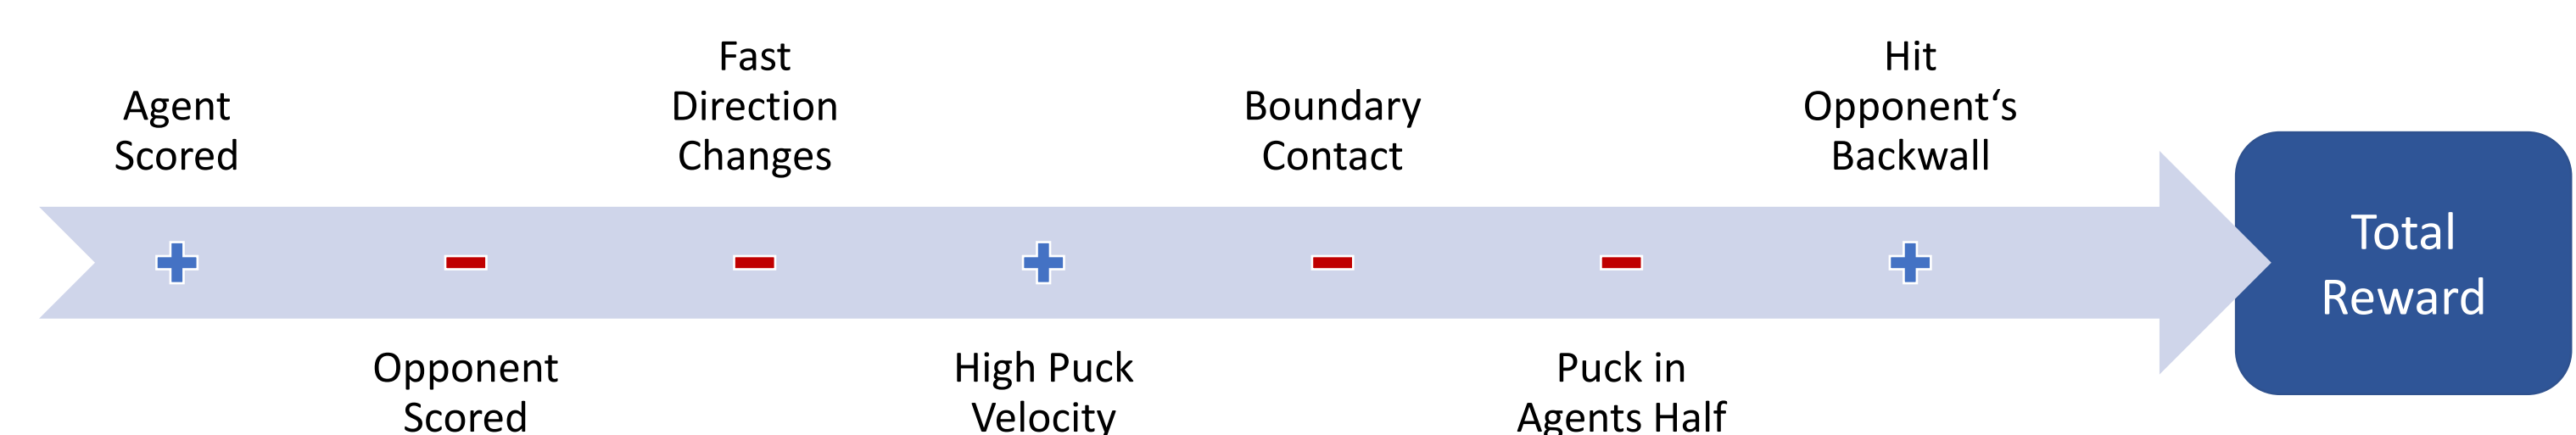 Agent
Scored
Opponent
Scored
Fast
Direction
Changes
High Puck
Velocity
Boundary
Contact
Puck in
Agents Half
Hit
Opponent‘s
Backwall
Total
Reward